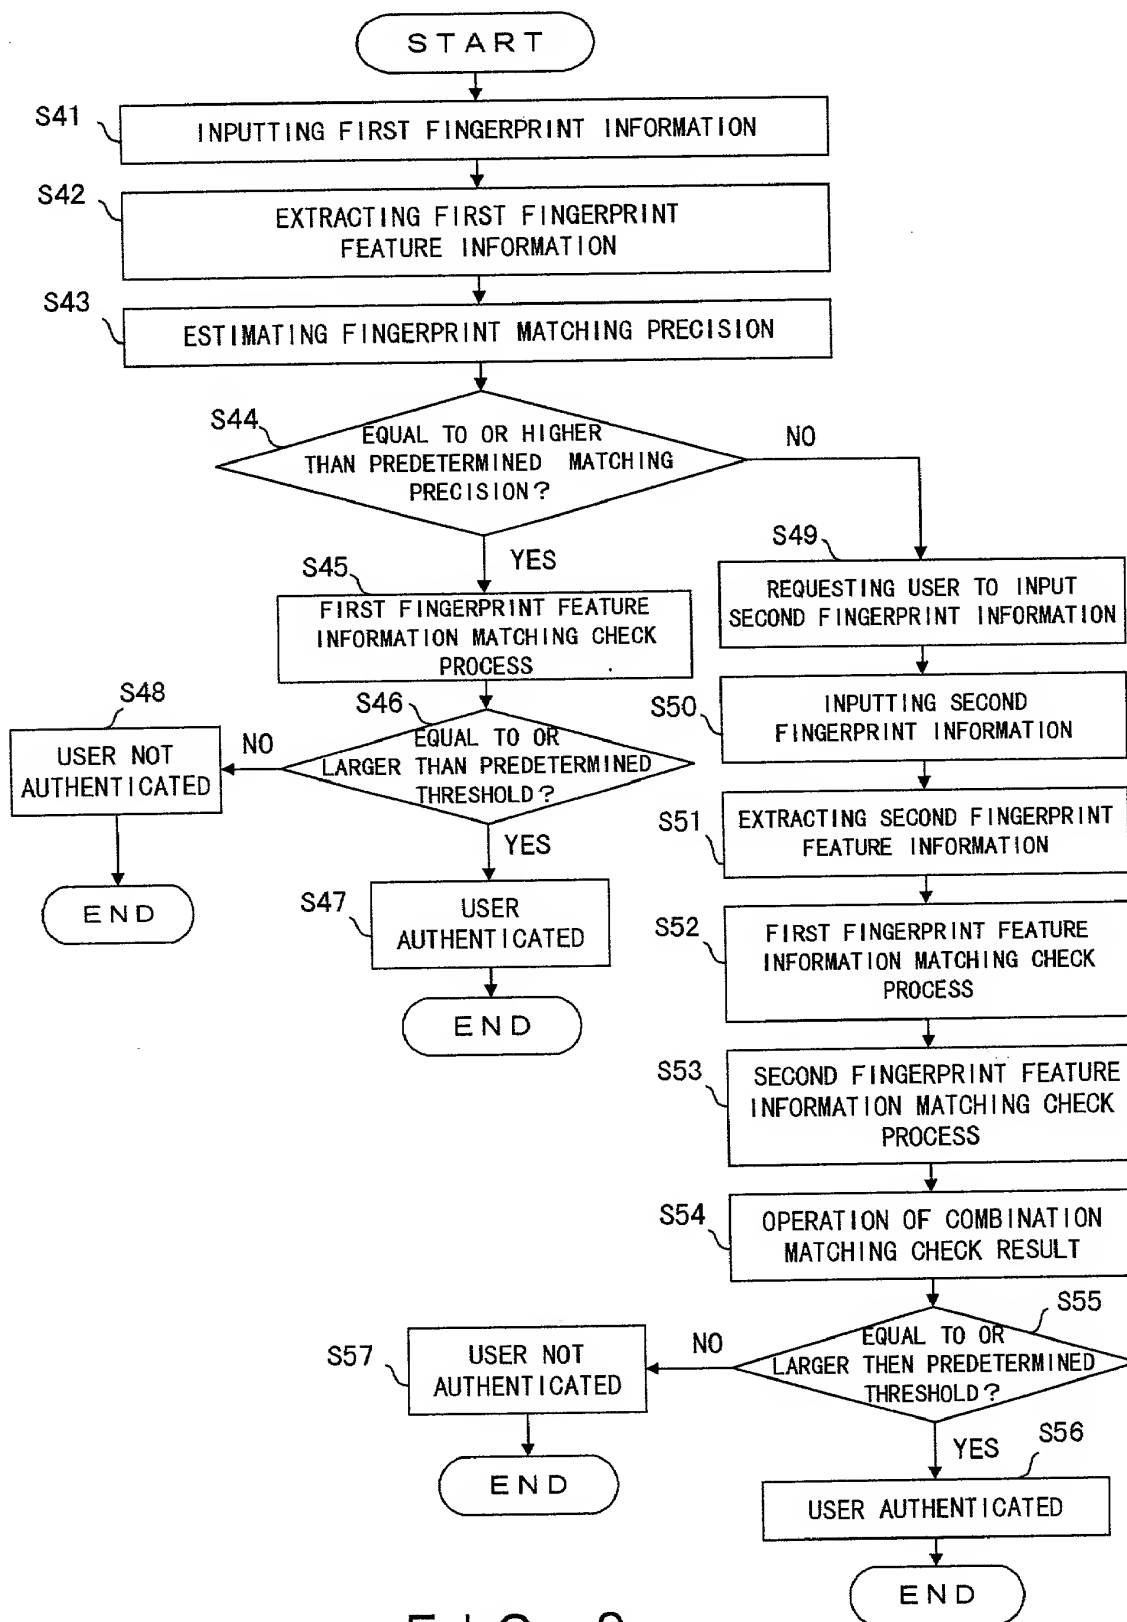 START
S41
INPUTTING FIRST FINGERPRINT INFORMATION
S42
EXTRACTING FIRST FINGERPRINT
FEATURE INFORMATION
S43
ESTIMATING FINGERPRINT MATCHING PRECISION
S44
EQUAL TO OR HIGHER
THAN PREDETERMINED MATCHING
PRECISION?
NO
YES
S45
FIRST FINGERPRINT FEATURE
INFORMATION MATCHING CHECK
PROCESS
S46
EQUAL TO OR
LARGER THAN PREDETERMINED
THRESHOLD?
NO
S48
USER NOT
AUTHENTICATED
END
YES
S47
USER
AUTHENTICATED
END
S49
REQUESTING USER TO INPUT
SECOND FINGERPRINT INFORMATION
S50
INPUTTING SECOND
FINGERPRINT INFORMATION
S51
EXTRACTING SECOND FINGERPRINT
FEATURE INFORMATION
S52
FIRST FINGERPRINT FEATURE
INFORMATION MATCHING CHECK
PROCESS
S53
SECOND FINGERPRINT FEATURE
INFORMATION MATCHING CHECK
PROCESS
S54
OPERATION OF COMBINATION
MATCHING CHECK RESULT
S55
EQUAL TO OR
LARGER THEN PREDETERMINED
THRESHOLD?
NO
S57
USER NOT
AUTHENTICATED
END
YES
S56
USER AUTHENTICATED
END
FIG.